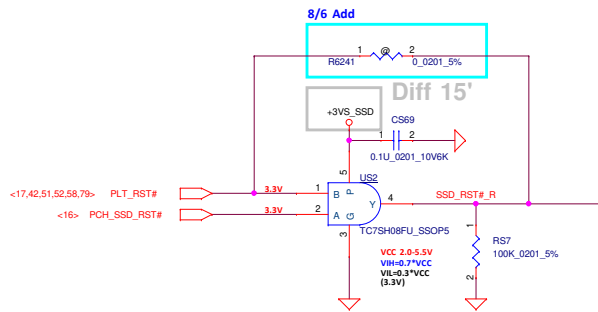 8/6 Add
1 @ 2
R6241 0_0201_5%
Diff 15'
+3VS_SSD
CS69
1 2
0.1U_0201_10V6K
5
US2
<17,42,51,52,58,79> PLT_RST# 3.3V 1 B P
Y 4 SSD_RST#_R
<16> PCH_SSD_RST# 3.3V 2 A G
3
TC7SH08FU_SSOP5
1
RS7
100K_0201_5%
2
VCC 2.0-5.5V
VIH=0.7*VCC
VIL=0.3*VCC
(3.3V)